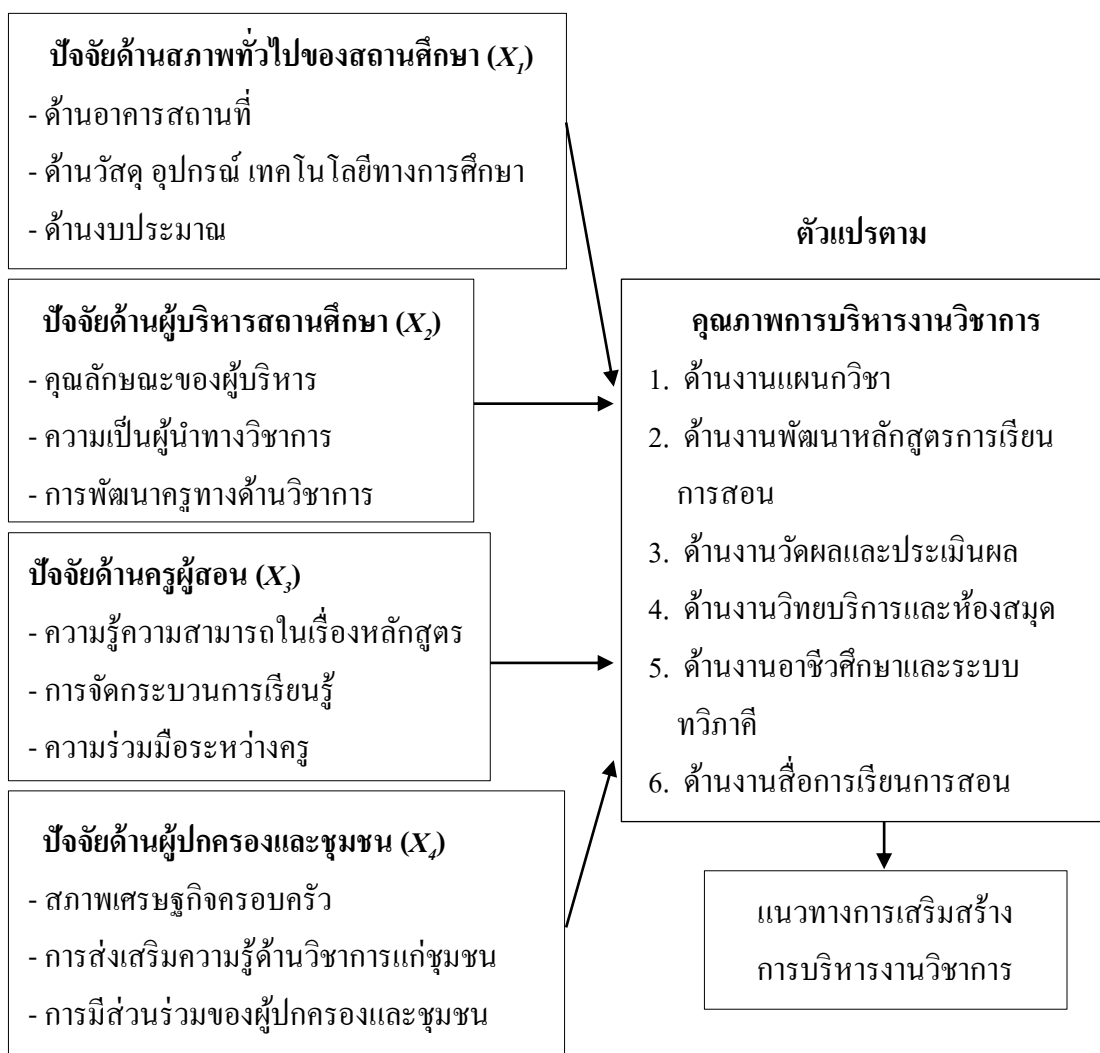 ปัจจัยด้านสภาพทั่วไปของสถานศึกษา (X₁)
- ด้านอาคารสถานที่
- ด้านวัสดุ อุปกรณ์ เทคโนโลยีทางการศึกษา
- ด้านงบประมาณ
ปัจจัยด้านผู้บริหารสถานศึกษา (X₂)
- คุณลักษณะของผู้บริหาร
- ความเป็นผู้นำทางวิชาการ
- การพัฒนาครูทางด้านวิชาการ
ปัจจัยด้านครูผู้สอน (X₃)
- ความรู้ความสามารถในเรื่องหลักสูตร
- การจัดกระบวนการเรียนรู้
- ความร่วมมือระหว่างครู
ปัจจัยด้านผู้ปกครองและชุมชน (X₄)
- สภาพเศรษฐกิจครอบครัว
- การส่งเสริมความรู้ด้านวิชาการแก่ชุมชน
- การมีส่วนร่วมของผู้ปกครองและชุมชน
ตัวแปรตาม
คุณภาพการบริหารงานวิชาการ
1. ด้านงานแผนกวิชา
2. ด้านงานพัฒนาหลักสูตรการเรียน
การสอน
3. ด้านงานวัดผลและประเมินผล
4. ด้านงานวิทยบริการและห้องสมุด
5. ด้านงานอาชีวศึกษาและระบบ
ทวิภาคี
6. ด้านงานสื่อการเรียนการสอน
แนวทางการเสริมสร้าง
การบริหารงานวิชาการ